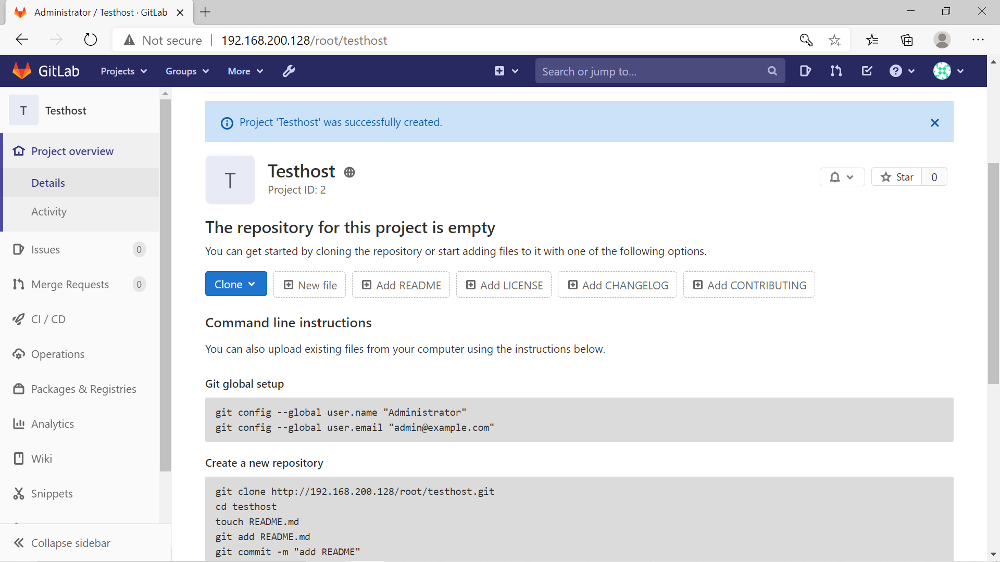 Administrator / Testhost · GitLab
Not secure 192.168.200.128/root/testhost
GitLab Projects Groups More Search or jump to...
T Testhost
Project overview
Details
Activity
Issues 0
Merge Requests 0
CI / CD
Operations
Packages & Registries
Analytics
Wiki
Snippets
Collapse sidebar
Project 'Testhost' was successfully created.
T
Testhost
Project ID: 2
Star 0
The repository for this project is empty
You can get started by cloning the repository or start adding files to it with one of the following options.
Clone New file Add README Add LICENSE Add CHANGELOG Add CONTRIBUTING
Command line instructions
You can also upload existing files from your computer using the instructions below.
Git global setup
git config --global user.name "Administrator"
git config --global user.email "admin@example.com"
Create a new repository
git clone http://192.168.200.128/root/testhost.git
cd testhost
touch README.md
git add README.md
git commit -m "add README"